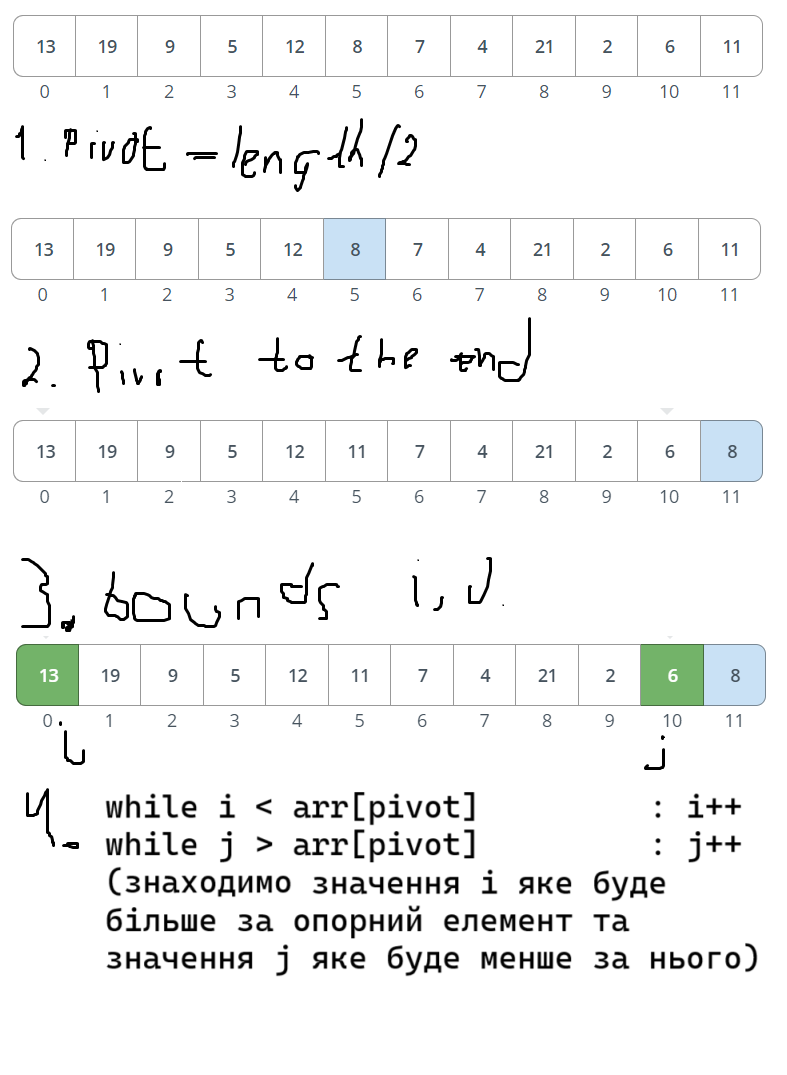 13 19 9 5 12 8 7 4 21 2 6 11
0 1 2 3 4 5 6 7 8 9 10 11
1. Pivot = length/2
13 19 9 5 12 8 7 4 21 2 6 11
0 1 2 3 4 5 6 7 8 9 10 11
2. Pivot to the end
13 19 9 5 12 11 7 4 21 2 6 8
0 1 2 3 4 5 6 7 8 9 10 11
3. bounds i, j.
13 19 9 5 12 11 7 4 21 2 6 8
0 1 2 3 4 5 6 7 8 9 10 11
i j
4. while i < arr[pivot] : i++
while j > arr[pivot] : j++
(знаходимо значення i яке буде
більше за опорний елемент та
значення j яке буде менше за нього)